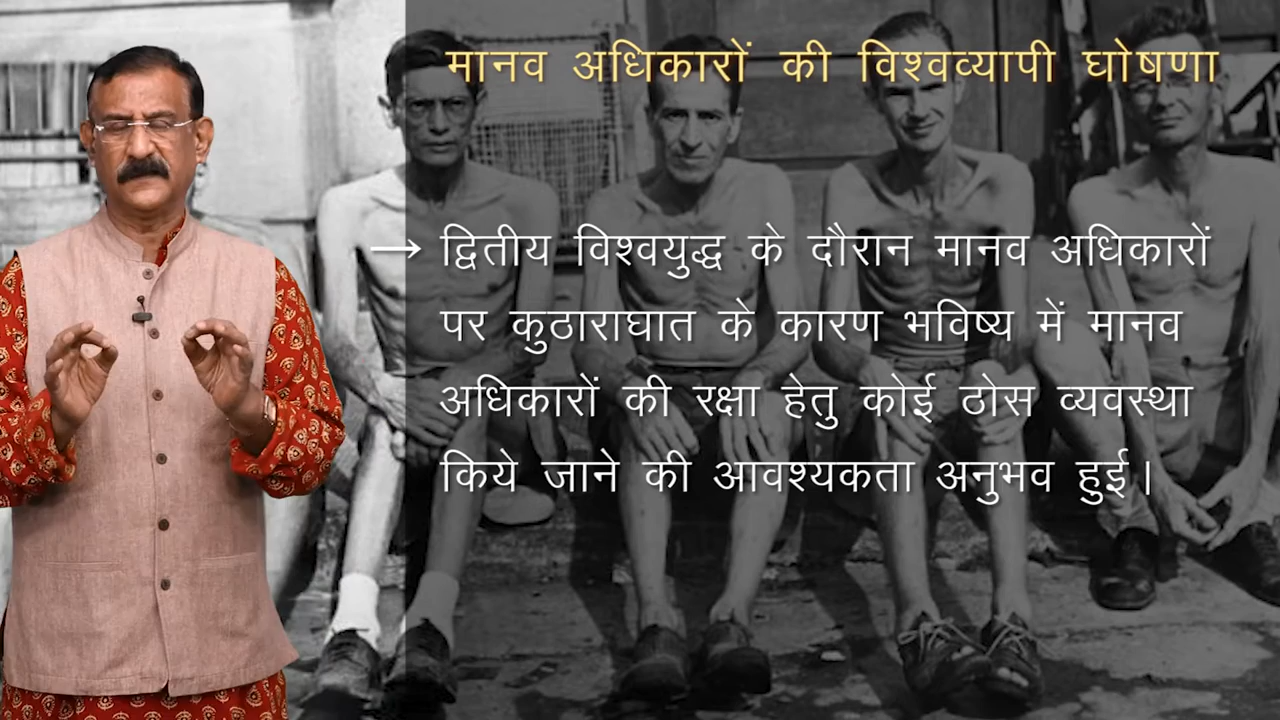 मानव अधिकारों की विश्वव्यापी घोषणा
→ द्वितीय विश्वयुद्ध के दौरान मानव अधिकारों
पर कुठाराघात के कारण भविष्य में मानव
अधिकारों की रक्षा हेतु कोई ठोस व्यवस्था
किये जाने की आवश्यकता अनुभव हुई।